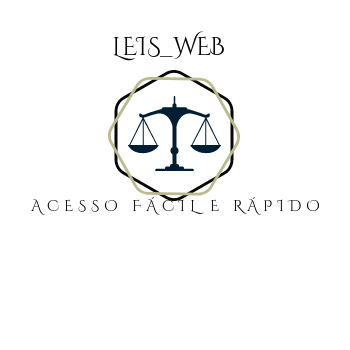 LEIS_WEB
ACESSO FÁCIL E RÁPIDO